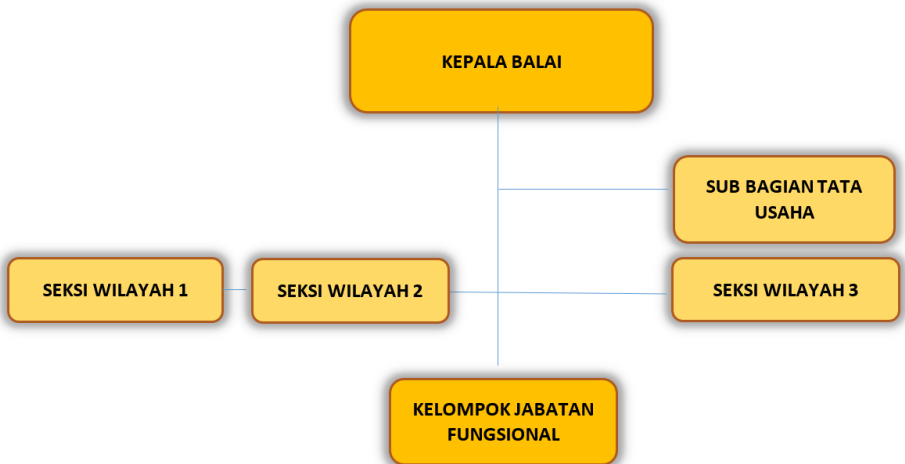 KEPALA BALAI
SUB BAGIAN TATA
USAHA
SEKSI WILAYAH 1
SEKSI WILAYAH 2
SEKSI WILAYAH 3
KELOMPOK JABATAN
FUNGSIONAL